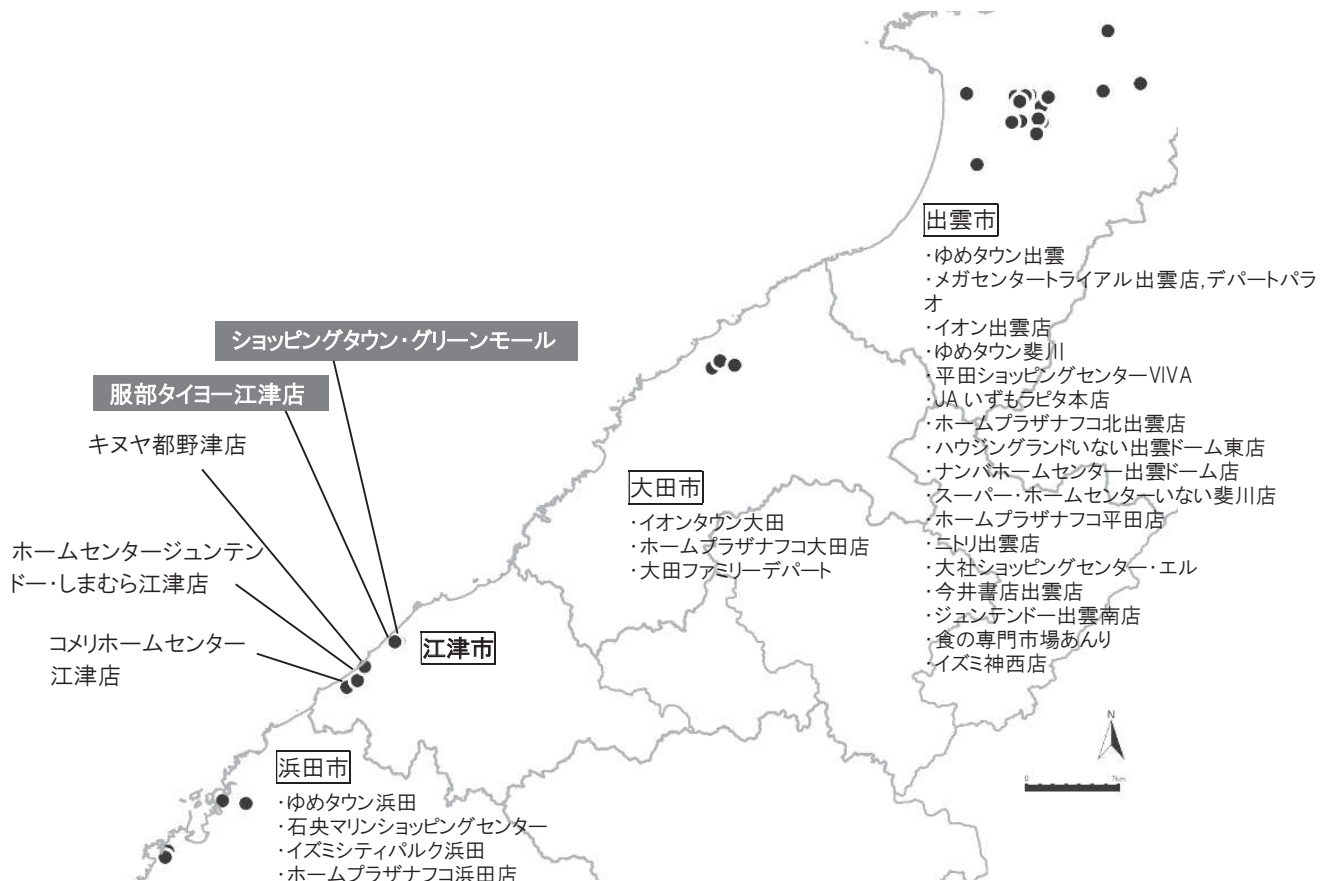 ショッピングタウン・グリーンモール
服部タイヨー江津店
キヌヤ都野津店
ホームセンタージュンテン
ドー・しまむら江津店
コメリホームセンター
江津店
江津市
浜田市
・ゆめタウン浜田
・石央マリンショッピングセンター
・イズミシティパルク浜田
・ホームプラザナフコ浜田店
大田市
・イオンタウン大田
・ホームプラザナフコ大田店
・大田ファミリーデパート
出雲市
・ゆめタウン出雲
・メガセンタートライアル出雲店,デパートパラ
オ
・イオン出雲店
・ゆめタウン斐川
・平田ショッピングセンターVIVA
・JAいずもラピタ本店
・ホームプラザナフコ北出雲店
・ハウジングランドいない出雲ドーム東店
・ナンバホームセンター出雲ドーム店
・スーパー・ホームセンターいない斐川店
・ホームプラザナフコ平田店
・ニトリ出雲店
・大社ショッピングセンター・エル
・今井書店出雲店
・ジュンテンドー出雲南店
・食の専門市場あんり
・イズミ神西店
N
0 7km